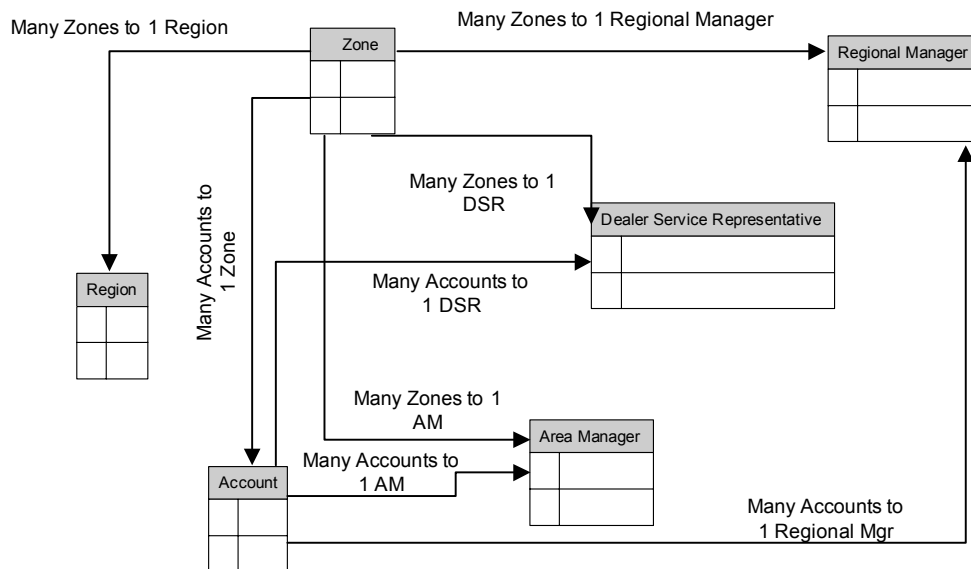 Many Zones to 1 Regional Manager
Many Zones to 1 Region
Zone
Regional Manager
Many Zones to 1
DSR
Dealer Service Representative
Many Accounts to
1 Zone
Many Accounts to
1 DSR
Region
Many Zones to 1
AM
Area Manager
Many Accounts to
1 AM
Account
Many Accounts to
1 Regional Mgr